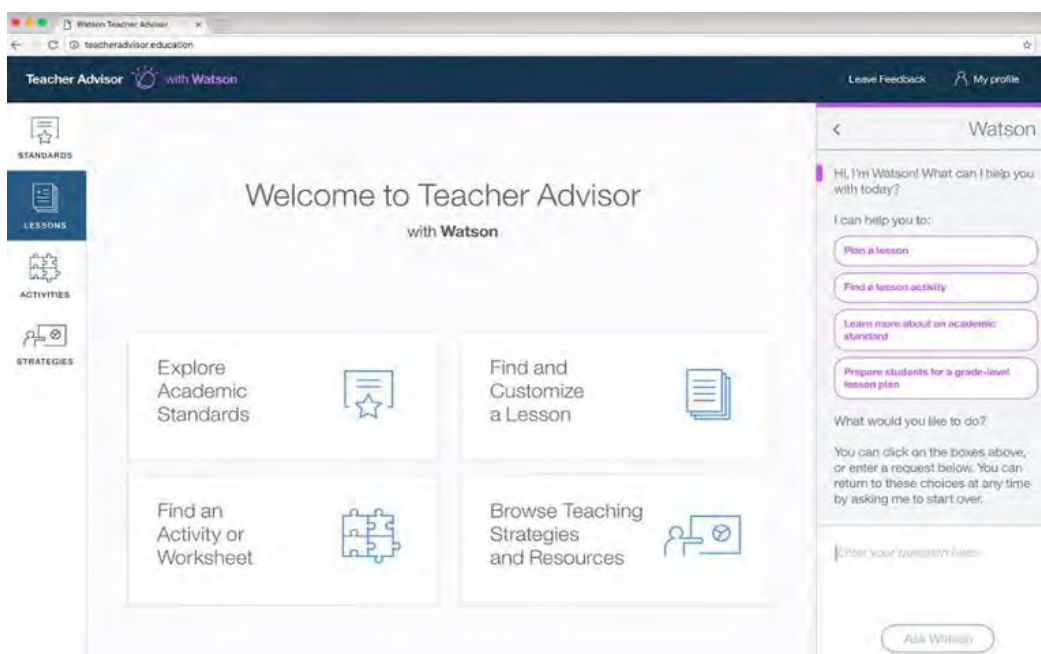 Watson Teacher Advisor
teacheradvisor.education
Teacher Advisor with Watson
Leave Feedback
My profile
STANDARDS
LESSONS
ACTIVITIES
STRATEGIES
Welcome to Teacher Advisor
with Watson
Explore
Academic
Standards
Find and
Customize
a Lesson
Find an
Activity or
Worksheet
Browse Teaching
Strategies
and Resources
Watson
Hi, I'm Watson! What can I help you
with today?
I can help you to:
Plan a lesson
Find a lesson activity
Learn more about an academic
standard
Prepare students for a grade-level
lesson plan
What would you like to do?
You can click on the boxes above,
or enter a request below. You can
return to these choices at any time
by asking me to start over.
Enter your question here
Ask Watson